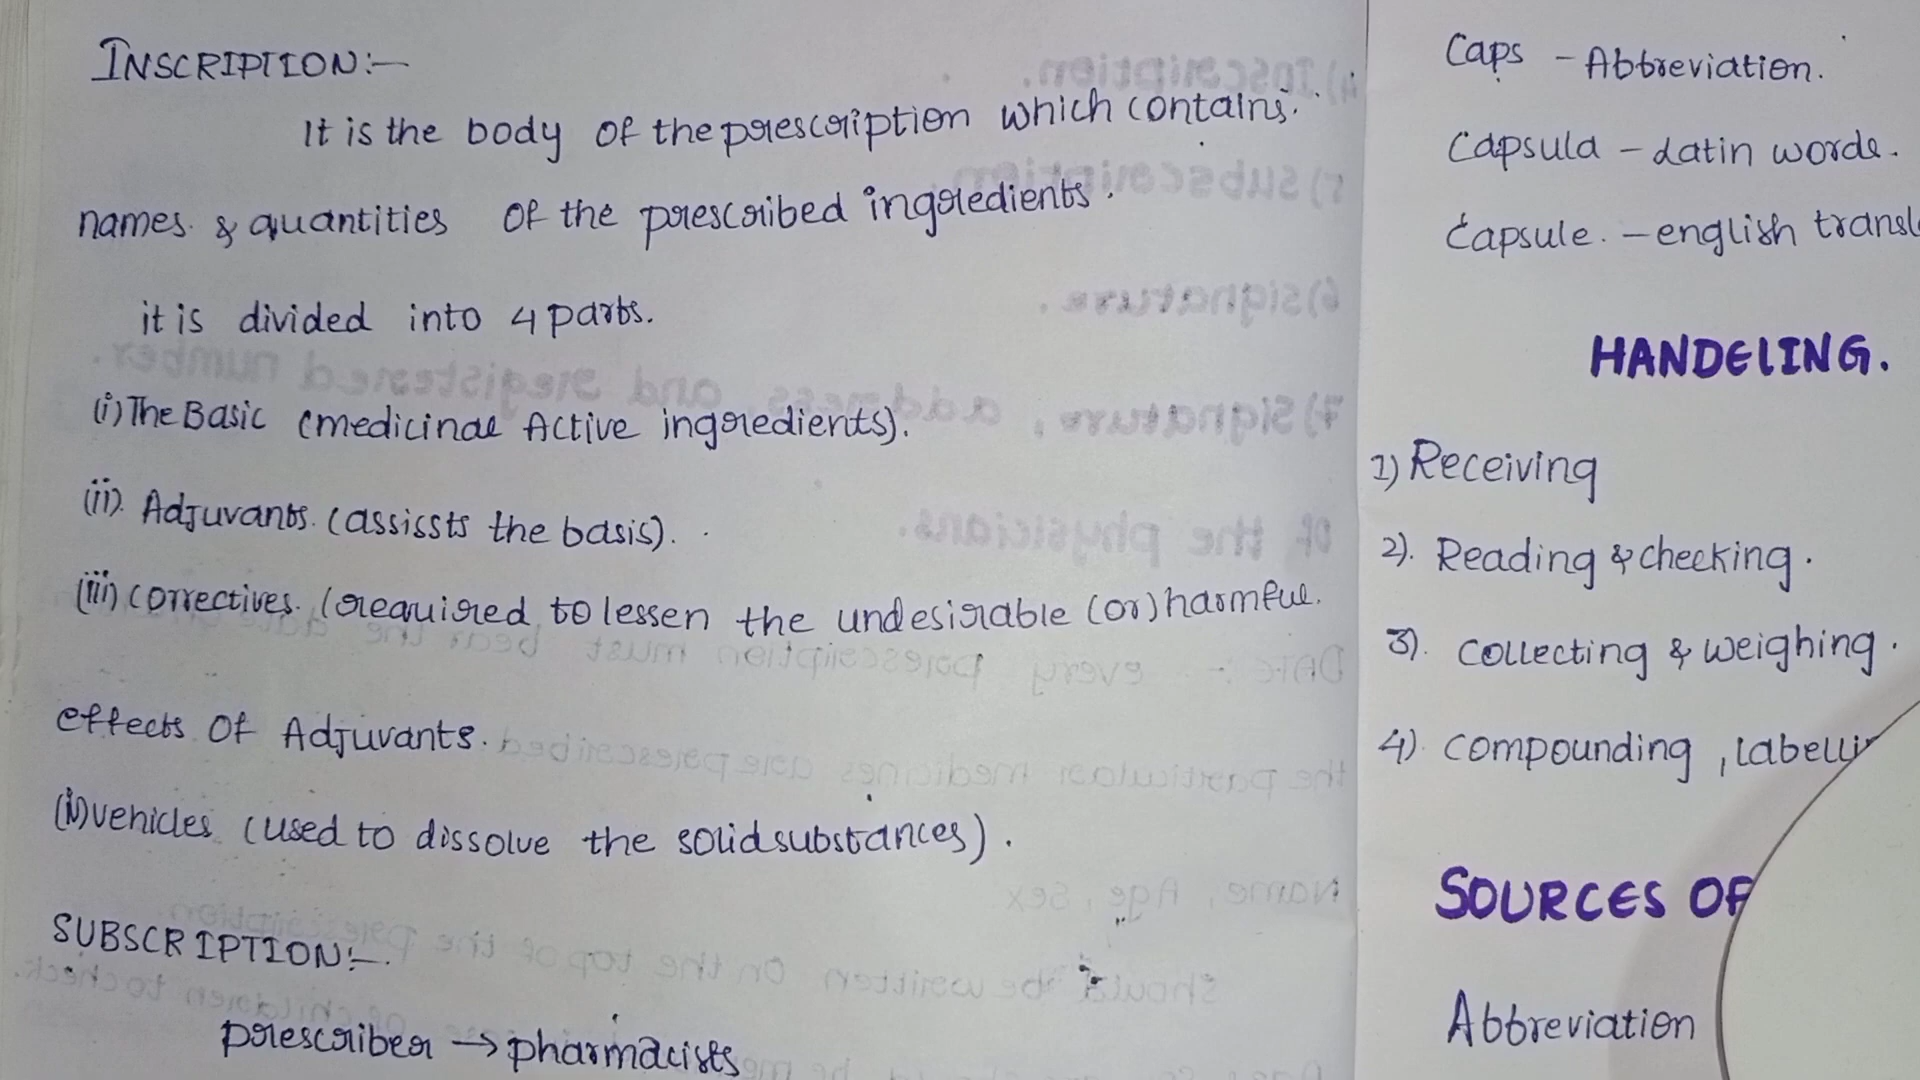 INSCRIPTION:-
It is the body of the prescription which contains.
names & quantities of the prescribed ingredients.
it is divided into 4 parts.
(i) The Basic (medicinal Active ingredients).
(ii). Adjuvants. (assissts the basis).
(iii) correctives. (required to lessen the undesirable (or) harmful.
effects of Adjuvants.
(iv) vehicles (used to dissolve the solid substances).
SUBSCRIPTION:-.
prescriber → pharmacists
Caps - Abbreviation.
Capsula - Latin words.
Capsule. - english transl
HANDELING.
1) Receiving
2). Reading & checking.
3). Collecting & weighing.
4). Compounding, labelli
SOURCES OF
Abbreviation